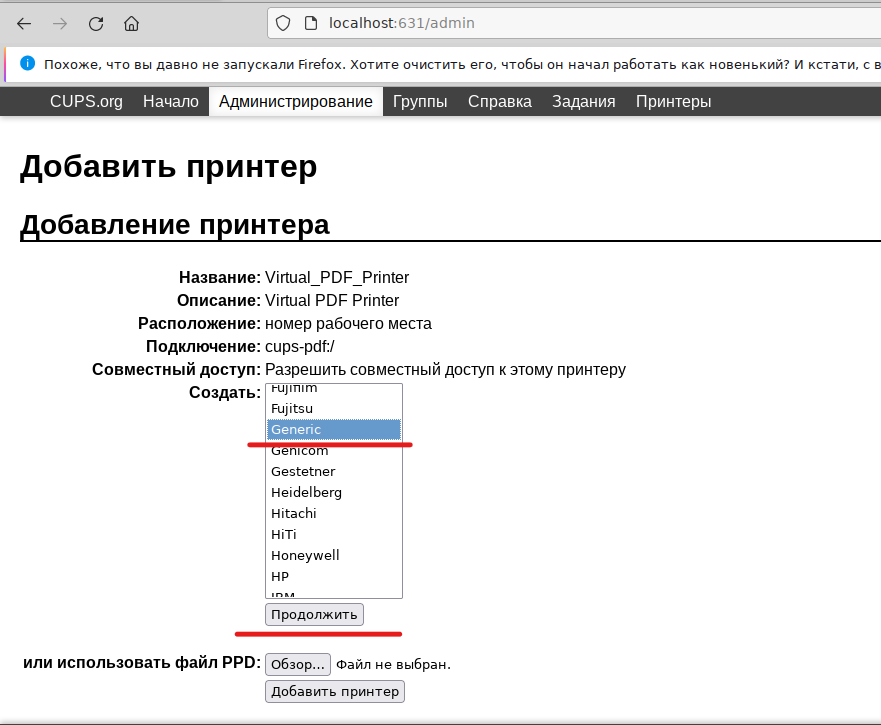 localhost:631/admin
Похоже, что вы давно не запускали Firefox. Хотите очистить его, чтобы он начал работать как новенький? И кстати, с в
CUPS.org Начало Администрирование Группы Справка Задания Принтеры
Добавить принтер
Добавление принтера
Название: Virtual_PDF_Printer
Описание: Virtual PDF Printer
Расположение: номер рабочего места
Подключение: cups-pdf:/
Совместный доступ: Разрешить совместный доступ к этому принтеру
Создать: Fujifilm
Fujitsu
Generic
Genicom
Gestetner
Heidelberg
Hitachi
HiTi
Honeywell
HP
IBM
Продолжить
или использовать файл PPD: Обзор... Файл не выбран.
Добавить принтер